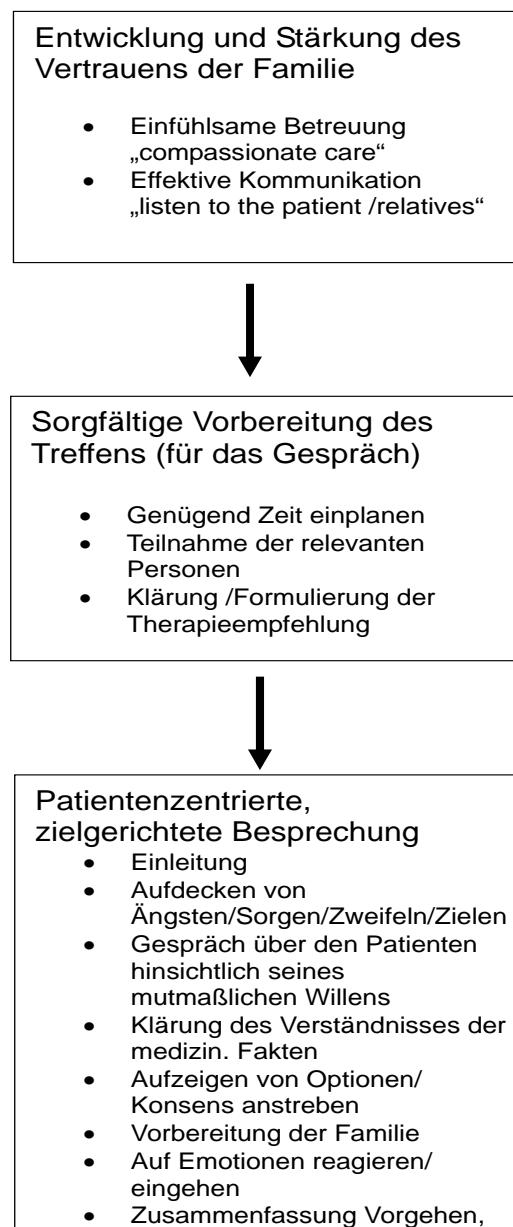 Entwicklung und Stärkung des
Vertrauens der Familie
• Einfühlsame Betreuung
„compassionate care“
• Effektive Kommunikation
„listen to the patient /relatives“
Sorgfältige Vorbereitung des
Treffens (für das Gespräch)
• Genügend Zeit einplanen
• Teilnahme der relevanten
Personen
• Klärung /Formulierung der
Therapieempfehlung
Patientenzentrierte,
zielgerichtete Besprechung
• Einleitung
• Aufdecken von
Ängsten/Sorgen/Zweifeln/Zielen
• Gespräch über den Patienten
hinsichtlich seines
mutmaßlichen Willens
• Klärung des Verständnisses der
medizin. Fakten
• Aufzeigen von Optionen/
Konsens anstreben
• Vorbereitung der Familie
• Auf Emotionen reagieren/
eingehen
• Zusammenfassung Vorgehen,